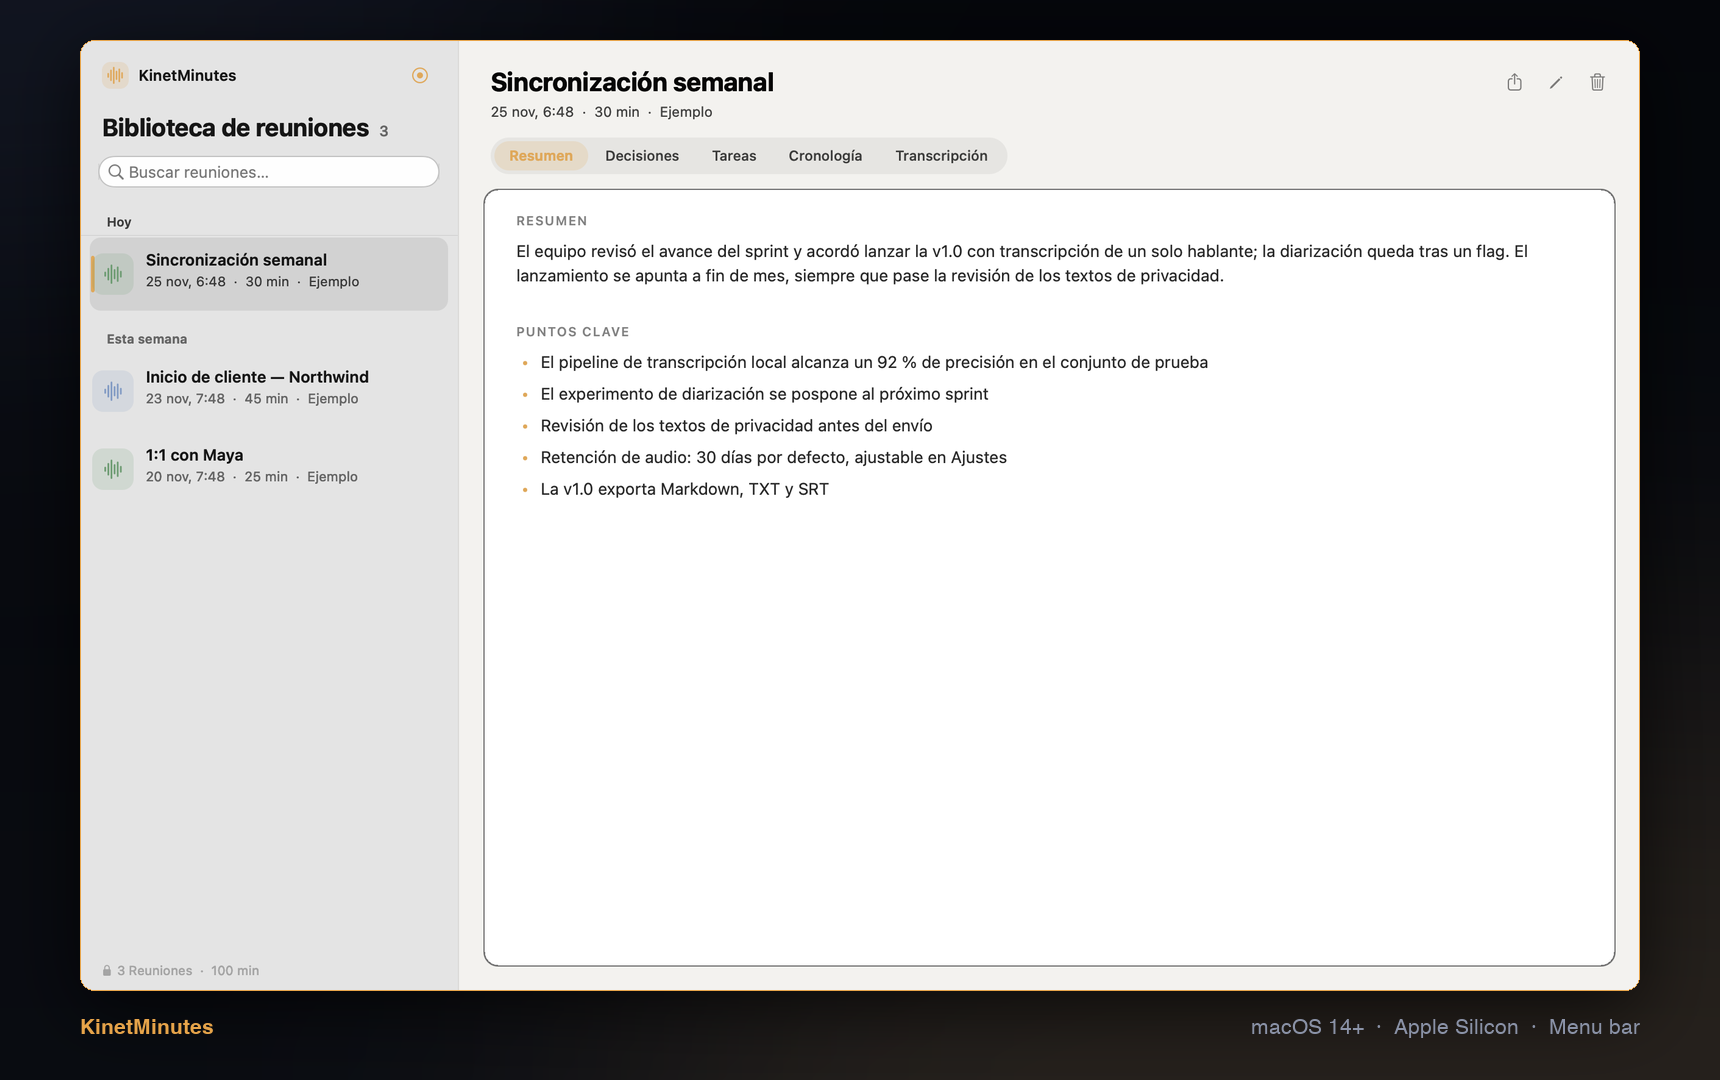 KinetMinutes
Biblioteca de reuniones 3
Buscar reuniones...
Hoy
Sincronización semanal
25 nov, 6:48 · 30 min · Ejemplo
Esta semana
Inicio de cliente — Northwind
23 nov, 7:48 · 45 min · Ejemplo
1:1 con Maya
20 nov, 7:48 · 25 min · Ejemplo
3 Reuniones · 100 min
Sincronización semanal
25 nov, 6:48 · 30 min · Ejemplo
Resumen Decisiones Tareas Cronología Transcripción
RESUMEN
El equipo revisó el avance del sprint y acordó lanzar la v1.0 con transcripción de un solo hablante; la diarización queda tras un flag. El
lanzamiento se apunta a fin de mes, siempre que pase la revisión de los textos de privacidad.
PUNTOS CLAVE
• El pipeline de transcripción local alcanza un 92 % de precisión en el conjunto de prueba
• El experimento de diarización se pospone al próximo sprint
• Revisión de los textos de privacidad antes del envío
• Retención de audio: 30 días por defecto, ajustable en Ajustes
• La v1.0 exporta Markdown, TXT y SRT
KinetMinutes
macOS 14+ · Apple Silicon · Menu bar